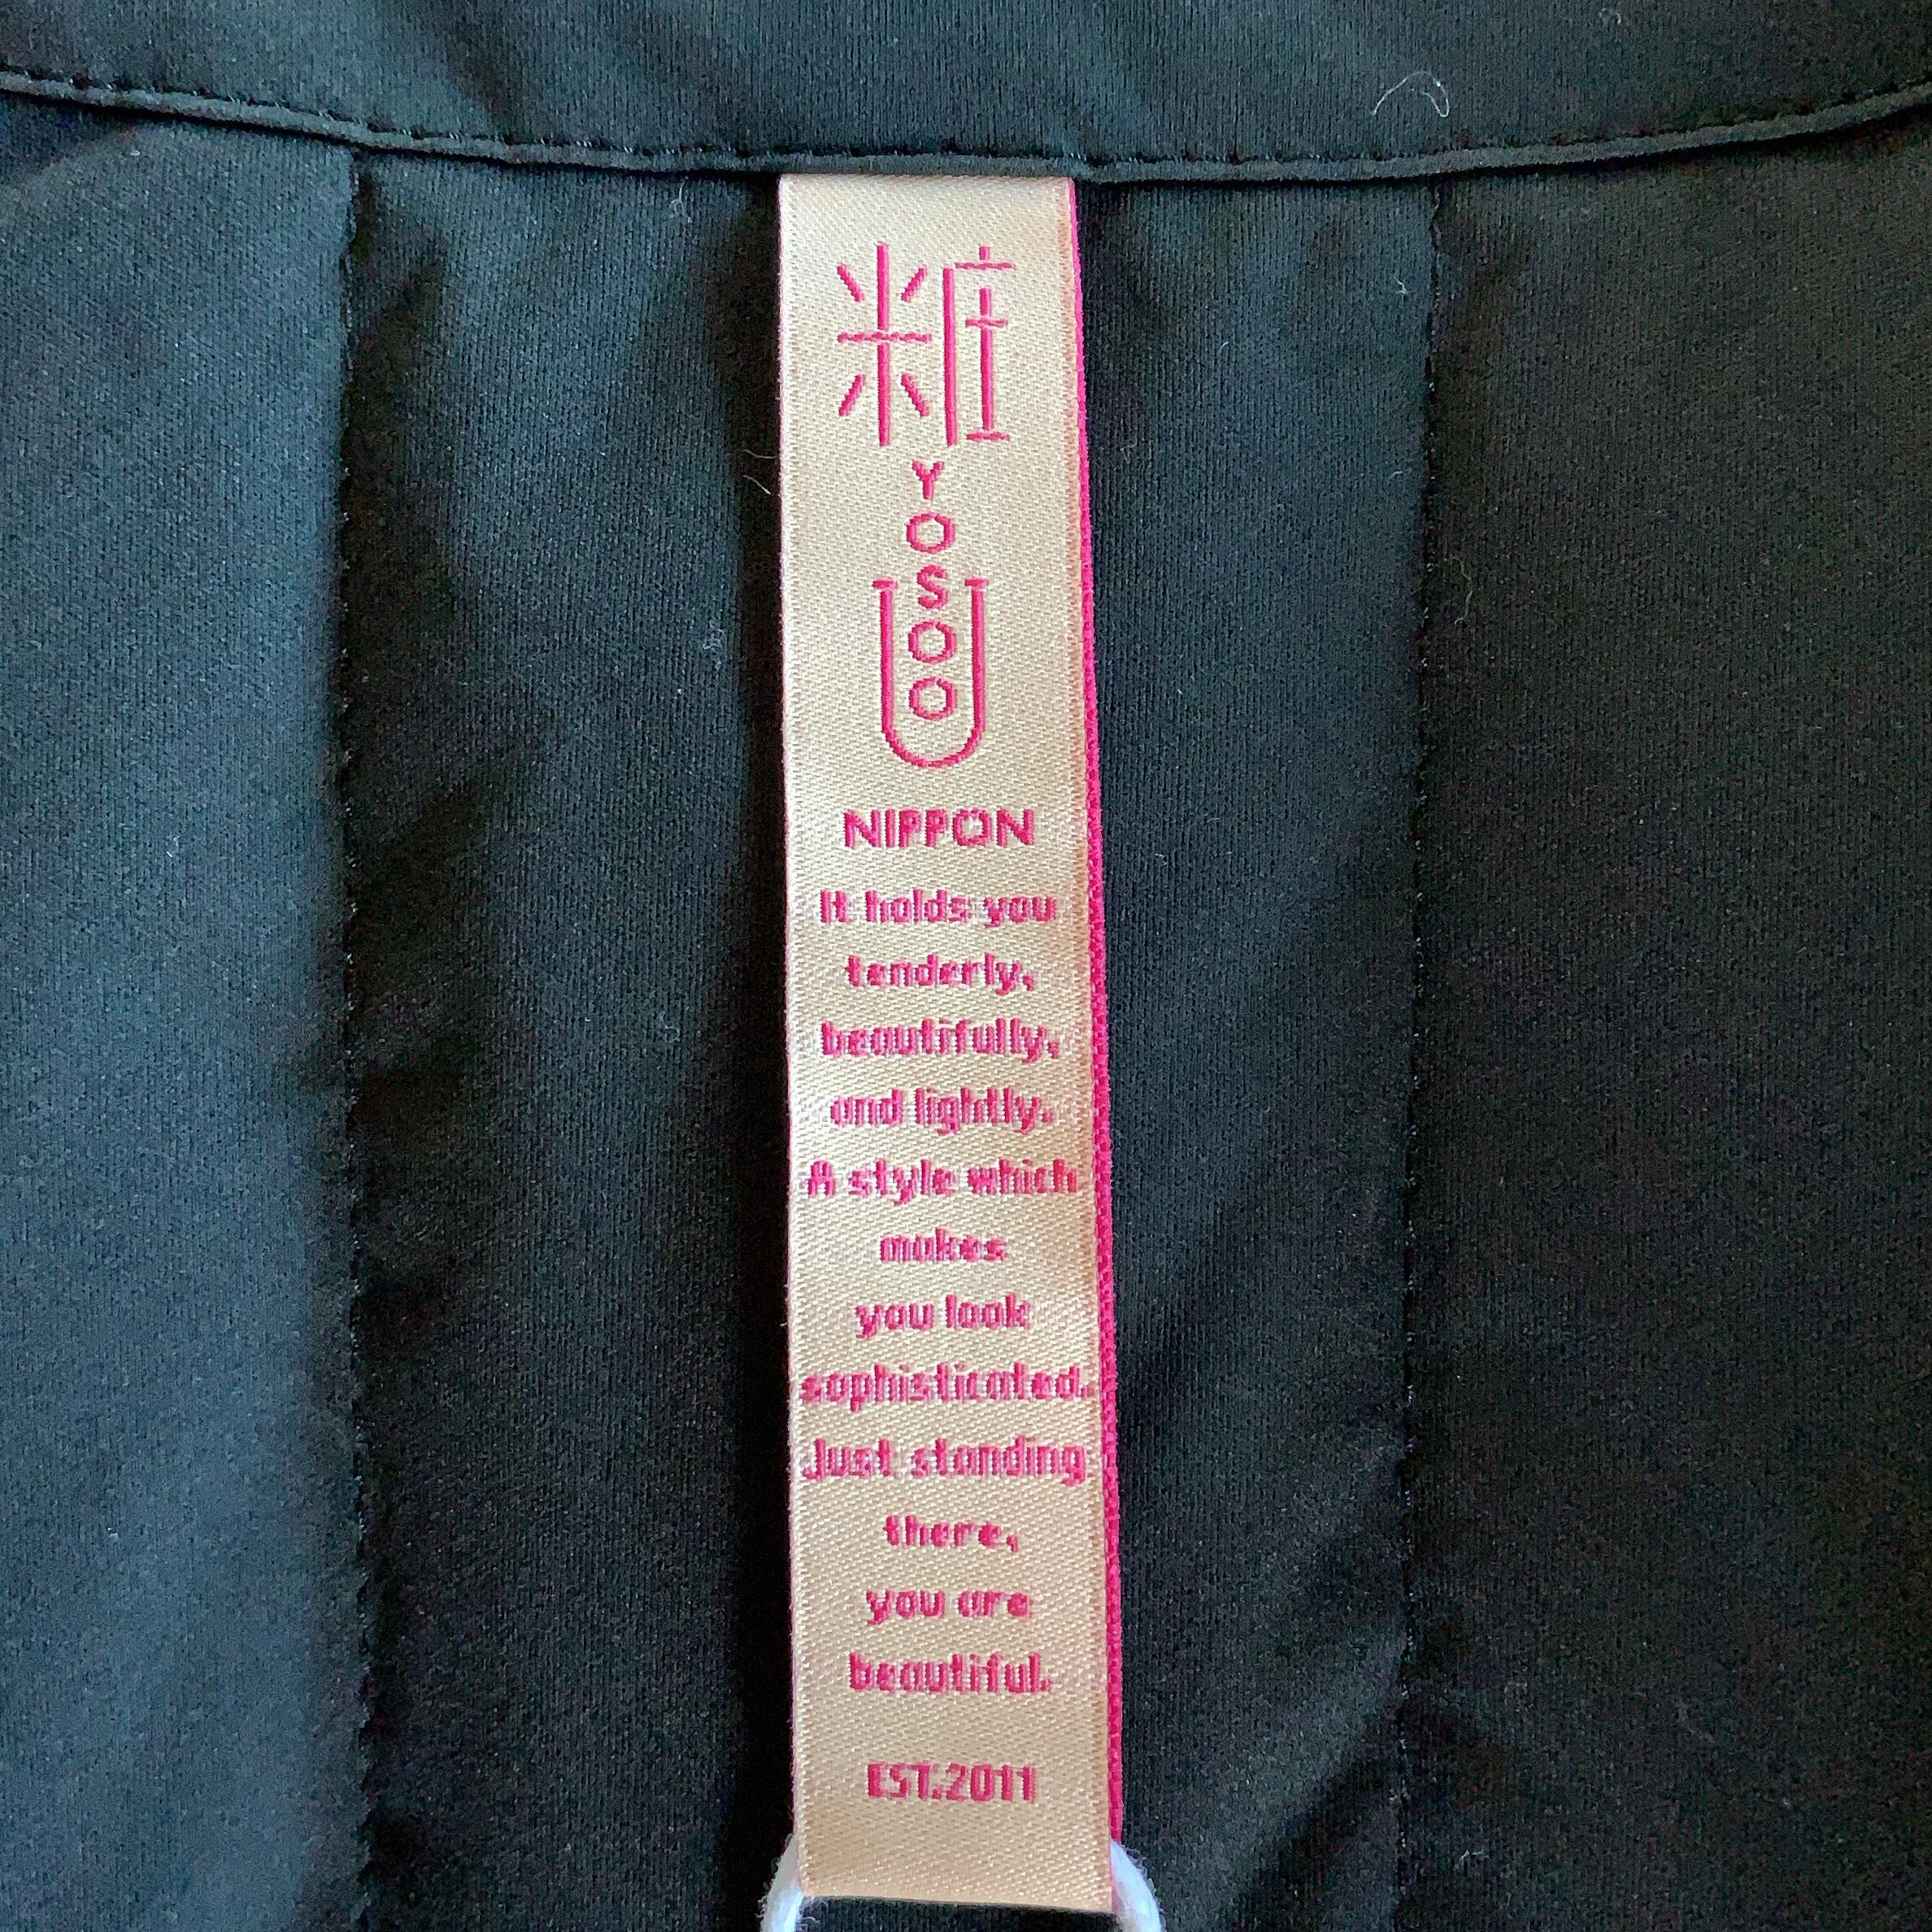 粧
YOSOO
NIPPON
It holds you
tenderly,
beautifully,
and lightly.
A style which
makes
you look
sophisticated.
Just standing
there,
you are
beautiful.
EST.2011